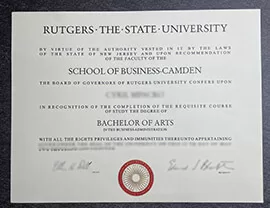 RUTGERS·THE·STATE·UNIVERSITY
BY VIRTUE OF THE AUTHORITY VESTED IN IT BY THE LAWS
OF THE STATE OF NEW JERSEY AND UPON RECOMMENDATION
OF THE FACULTY OF THE
SCHOOL OF BUSINESS-CAMDEN
THE BOARD OF GOVERNORS OF RUTGERS UNIVERSITY CONFERS UPON
IN RECOGNITION OF THE COMPLETION OF THE REQUISITE COURSE
OF STUDY THE DEGREE OF
BACHELOR OF ARTS
IN THE BUSINESS ADMINISTRATION
WITH ALL THE RIGHTS PRIVILEGES AND IMMUNITIES THEREUNTO APPERTAINING